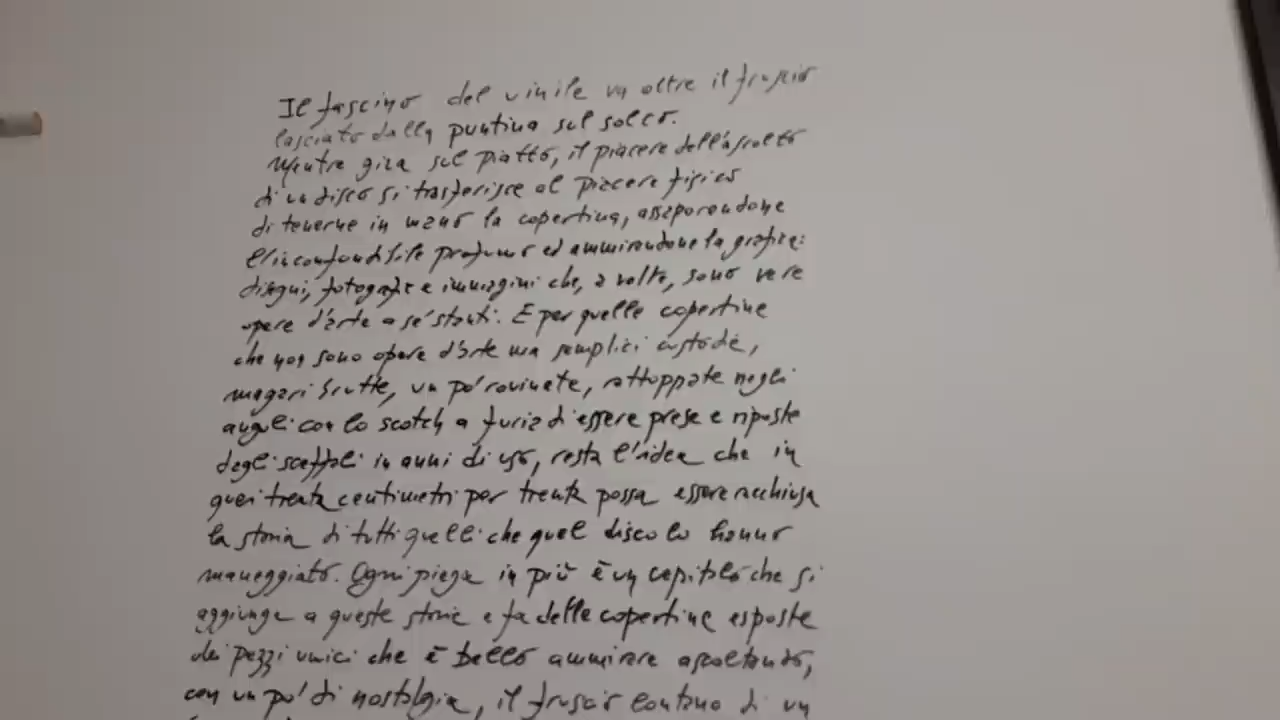 Il fascino del vinile va oltre il fruscio
lasciato dalla puntina sul solco.
Mentre gira sul piatto, il piacere dell'ascolto
di un disco si trasferisce al piacere fisico
di tenerne in mano la copertina, assaporandone
l'inconfondibile profumo ed ammirandone la grafica:
disegni, fotografie e immagini che, a volte, sono vere
opere d'arte a sé stanti. E per quelle copertine
che non sono opere d'arte ma semplici custodie,
magari brutte, un po' rovinate, rattoppate negli
angoli con lo scotch a furia di essere prese e riposte
dagli scaffali in anni di uso, resta l'idea che in
quei trenta centimetri per trenta possa essere racchiusa
la storia di tutti quelli che quel disco lo hanno
maneggiato. Ogni piega in più è un capitolo che si
aggiunge a queste storie e fa delle copertine esposte
dei pezzi unici che è bello ammirare ascoltando,
con un po' di nostalgia, il fruscio lontano di un